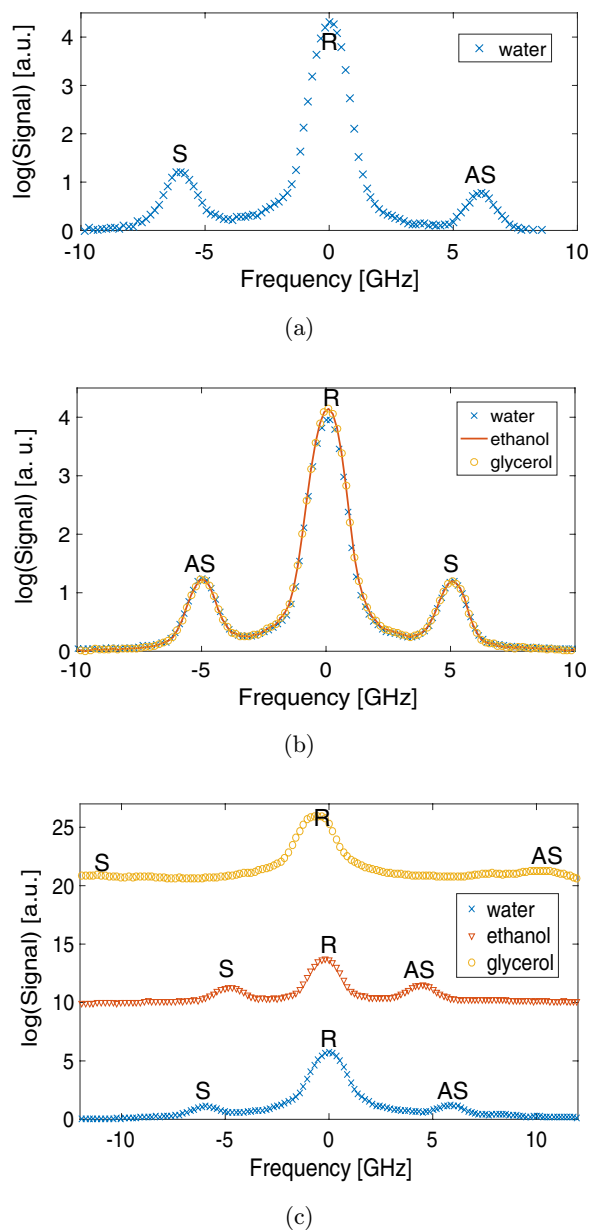 4
3
2
1
0
log(Signal) [a.u.]
S
R
AS
water
-10
-5
0
5
10
Frequency [GHz]
(a)
4
3
2
1
0
log(Signal) [a. u.]
AS
R
S
water
ethanol
glycerol
-10
-5
0
5
10
Frequency [GHz]
(b)
25
20
15
10
5
0
log(Signal) [a.u.]
S
R
AS
S
R
AS
S
R
AS
water
ethanol
glycerol
-10
-5
0
5
10
Frequency [GHz]
(c)